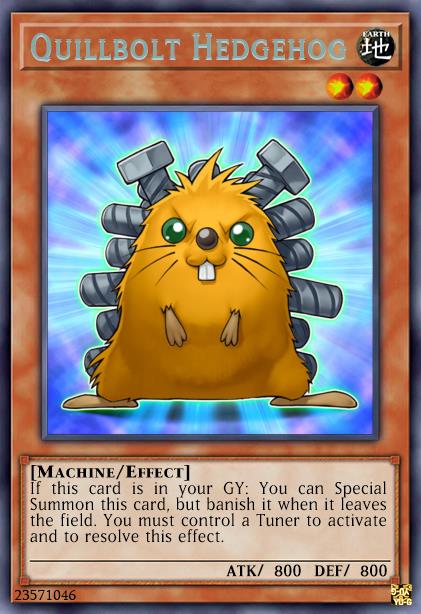 Quillbolt Hedgehog
EARTH
地
[Machine/Effect]
If this card is in your GY: You can Special
Summon this card, but banish it when it leaves
the field. You must control a Tuner to activate
and to resolve this effect.
ATK/ 800 DEF/ 800
23571046